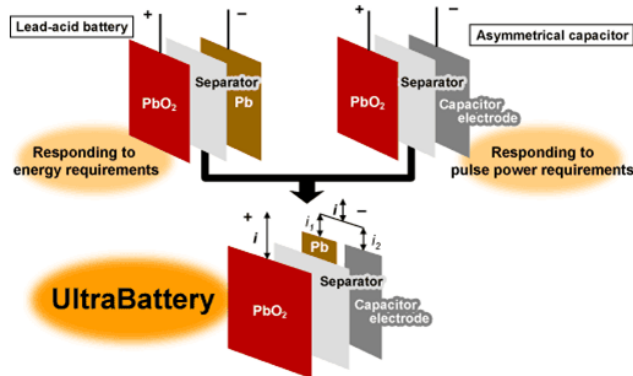 Lead-acid battery
+
−
Separator
PbO₂
Pb
Responding to
energy requirements
Asymmetrical capacitor
+
−
Separator
PbO₂
Capacitor
electrode
Responding to
pulse power requirements
UltraBattery
+
i
i
−
i₁
i₂
Pb
Separator
PbO₂
Capacitor
electrode